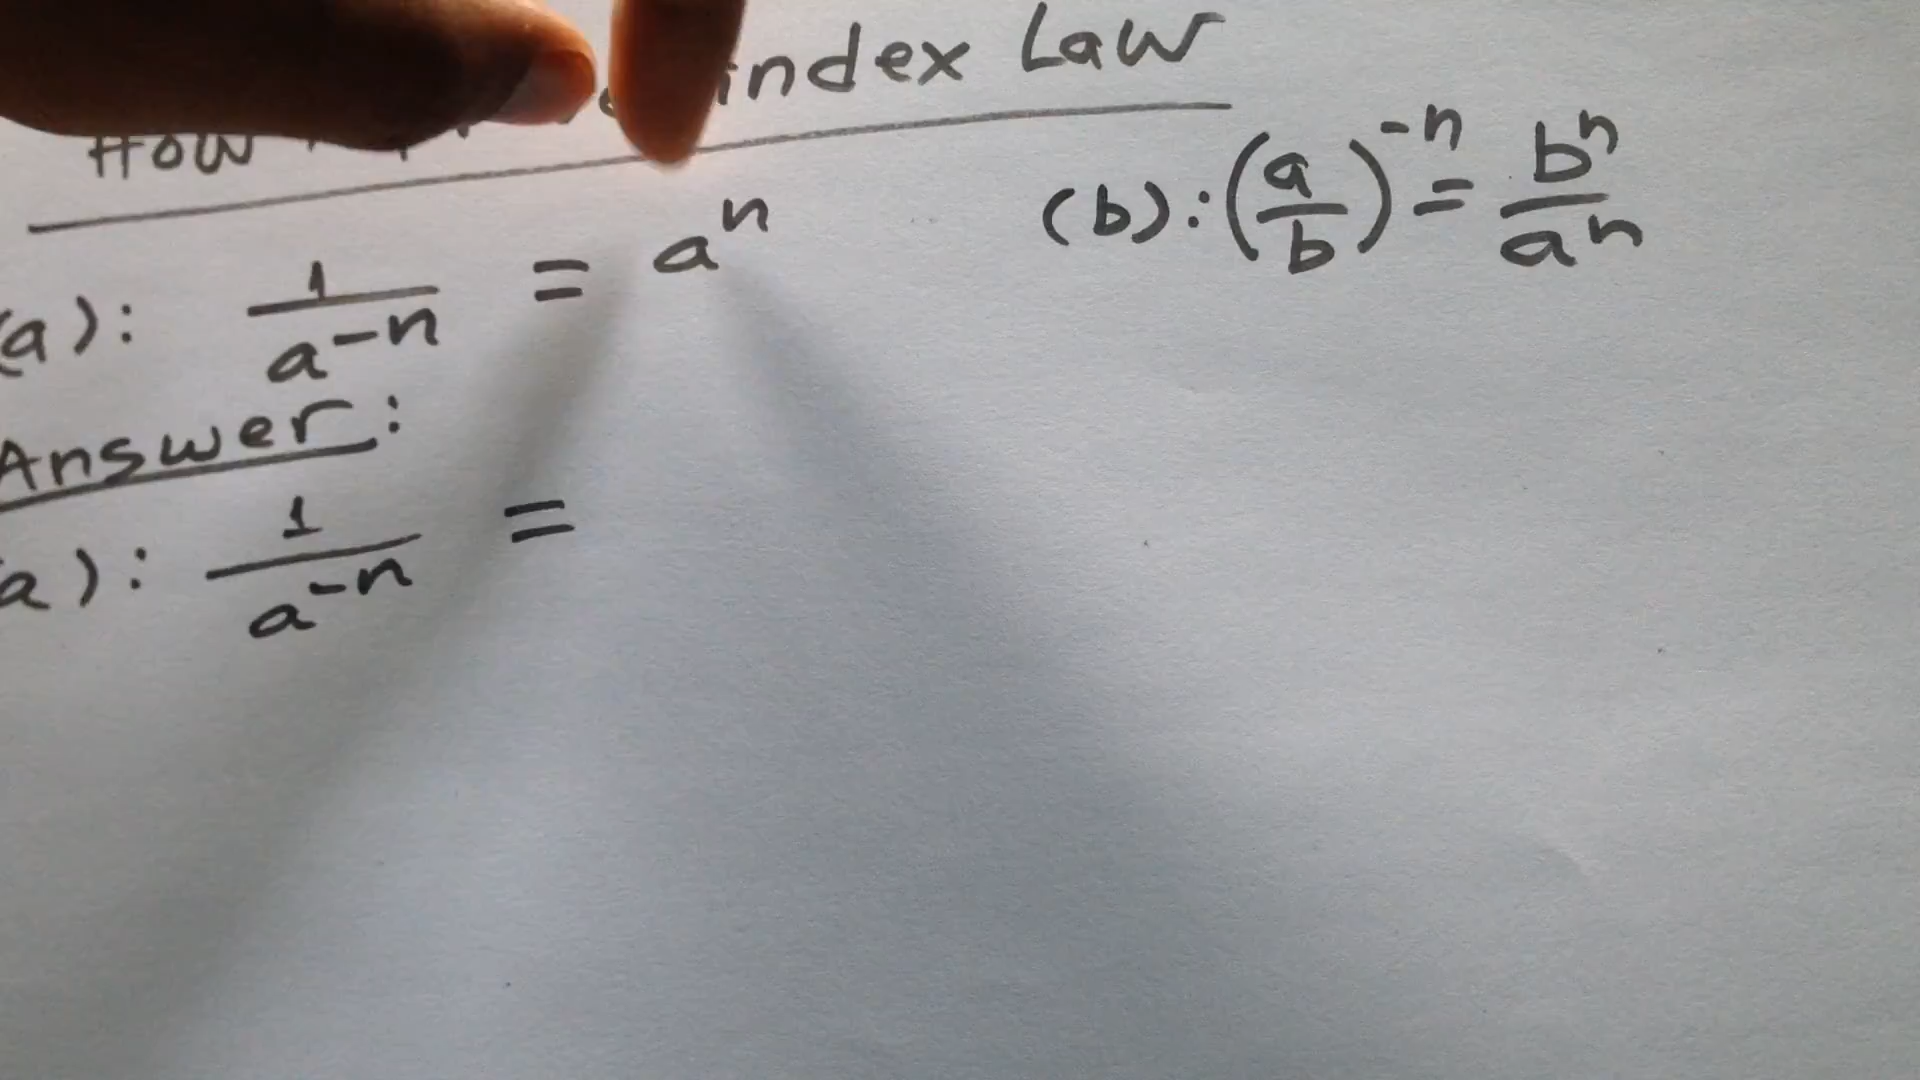 How index Law
(a): 1/a^-n = a^n
(b): (a/b)^-n = b^n/a^n
Answer:
a): 1/a^-n =